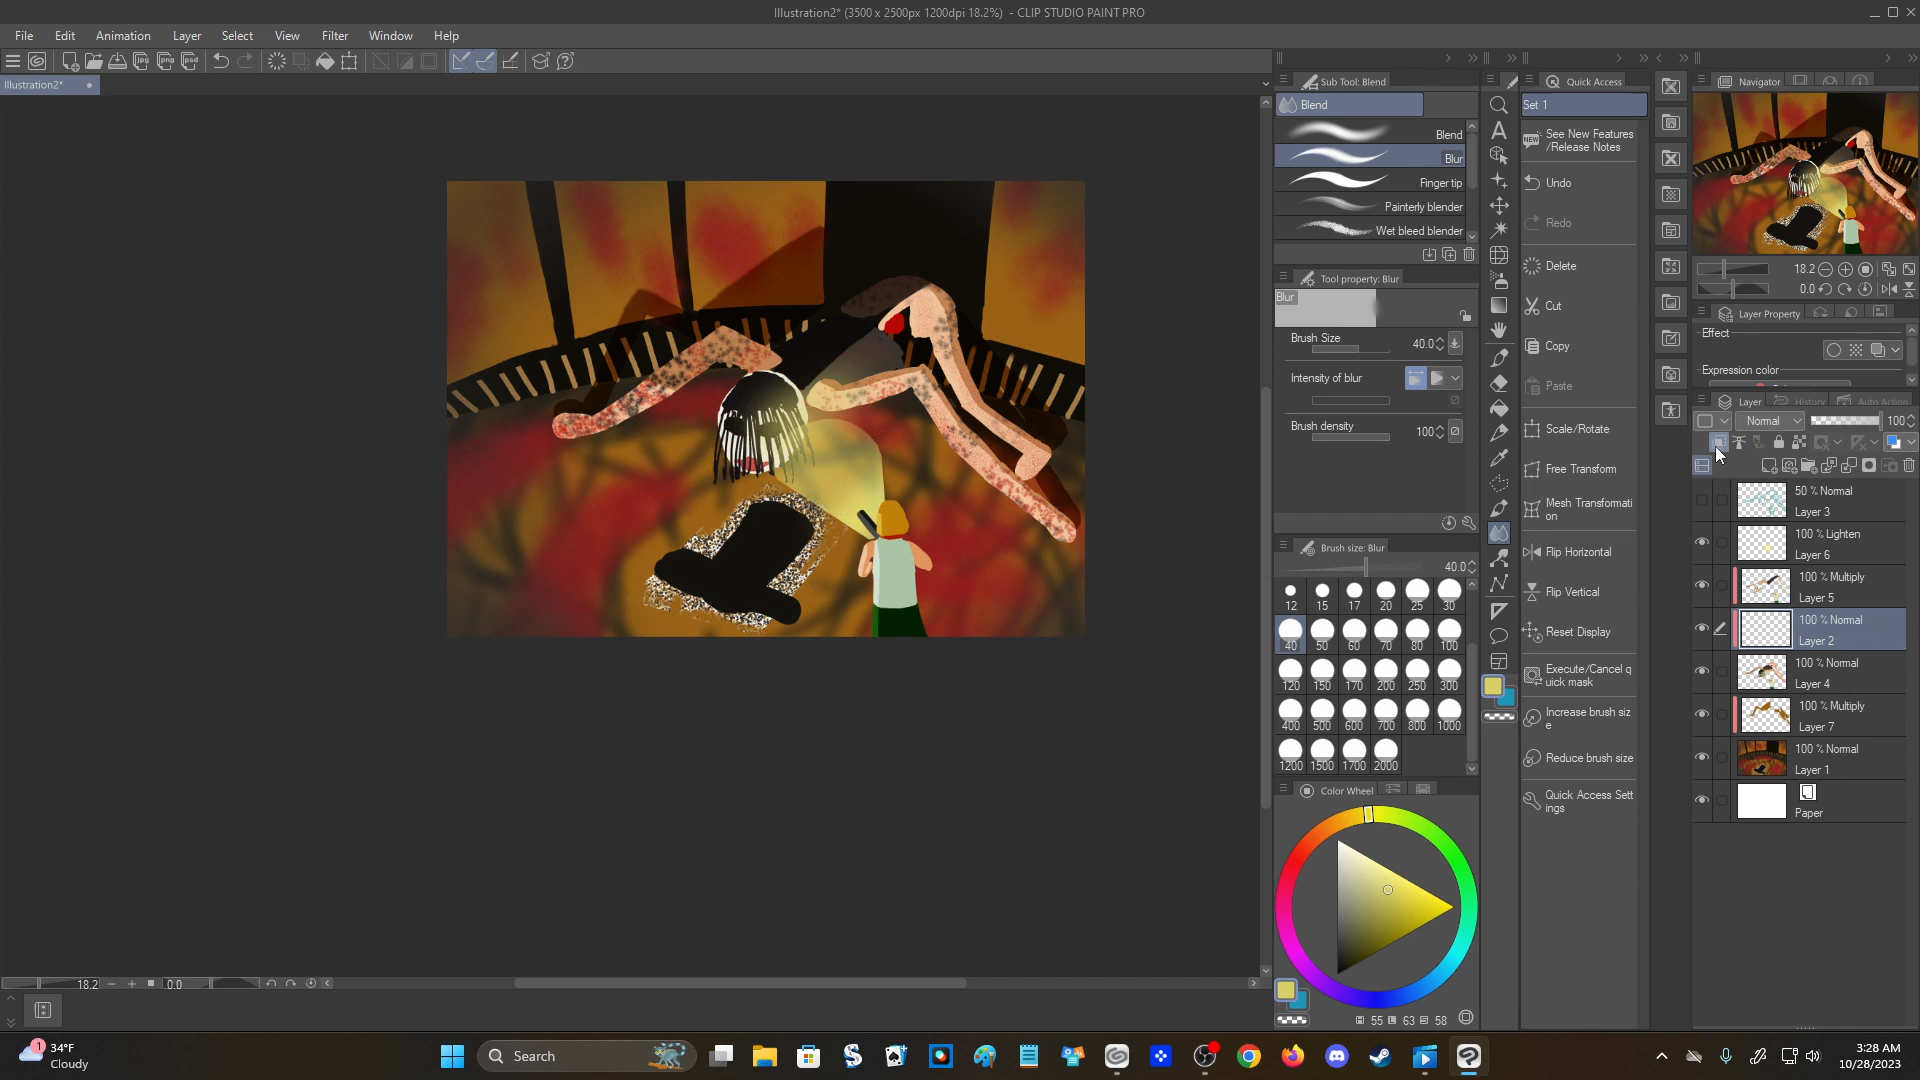 Illustration2* (3500 x 2500px 1200dpi 18.2%) - CLIP STUDIO PAINT PRO
File Edit Animation Layer Select View Filter Window Help
Illustration2*
Sub Tool: Blend
Blend
Blend
Blur
Finger tip
Painterly blender
Wet bleed blender
Tool property: Blur
Blur
Brush Size 40.0
Intensity of blur
Brush density 100
Brush size: Blur
40.0
12 15 17 20 25 30
40 50 60 70 80 100
120 150 170 200 250 300
400 500 600 700 800 1000
1200 1500 1700 2000
Color Wheel
55 63 58
Quick Access
Set 1
See New Features
/Release Notes
Undo
Redo
Delete
Cut
Copy
Paste
Scale/Rotate
Free Transform
Mesh Transformati
on
Flip Horizontal
Flip Vertical
Reset Display
Execute/Cancel q
uick mask
Increase brush siz
e
Reduce brush size
Quick Access Sett
ings
Navigator
18.2
0.0
Layer Property
Effect
Expression color
Layer History Auto Action
Normal 100
50 % Normal
Layer 3
100 % Lighten
Layer 6
100 % Multiply
Layer 5
100 % Normal
Layer 2
100 % Normal
Layer 4
100 % Multiply
Layer 7
100 % Normal
Layer 1
Paper
18.2 0.0
1
34°F
Cloudy
Search
3:28 AM
10/28/2023